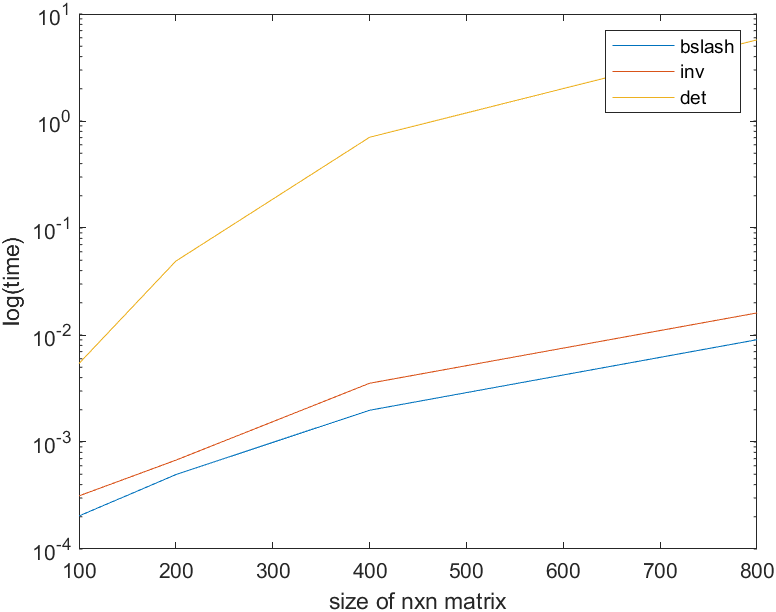 10^1
10^0
10^-1
10^-2
10^-3
10^-4
log(time)
bslash
inv
det
100 200 300 400 500 600 700 800
size of nxn matrix